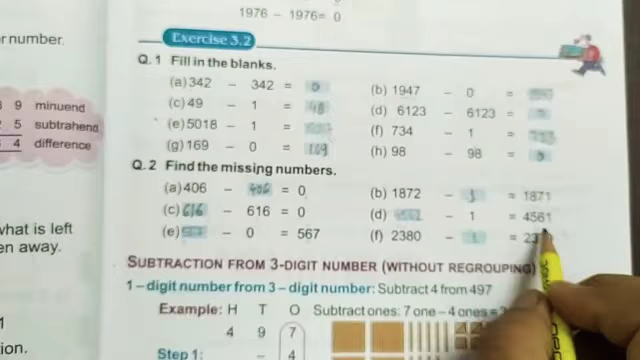 1976 - 1976 = 0
r number.
Exercise 3.2
Q.1 Fill in the blanks.
(a) 342 - 342 = 0
(b) 1947 - 0 =
(c) 49 - 1 = 48
(d) 6123 - 6123 = 0
(e) 5018 - 1 =
(f) 734 - 1 = 733
(g) 169 - 0 = 169
(h) 98 - 98 = 0
9 minuend
5 subtrahend
4 difference
Q.2 Find the missing numbers.
(a) 406 - 406 = 0
(b) 1872 - 1 = 1871
(c) 616 - 616 = 0
(d) - 1 = 4561
(e) - 0 = 567
(f) 2380 - 1 = 23
what is left
en away.
SUBTRACTION FROM 3-DIGIT NUMBER (WITHOUT REGROUPING)
1 - digit number from 3 - digit number: Subtract 4 from 497
Example: H T O Subtract ones: 7 one - 4 ones =
4 9 7
Step 1: - 4
1
ion.